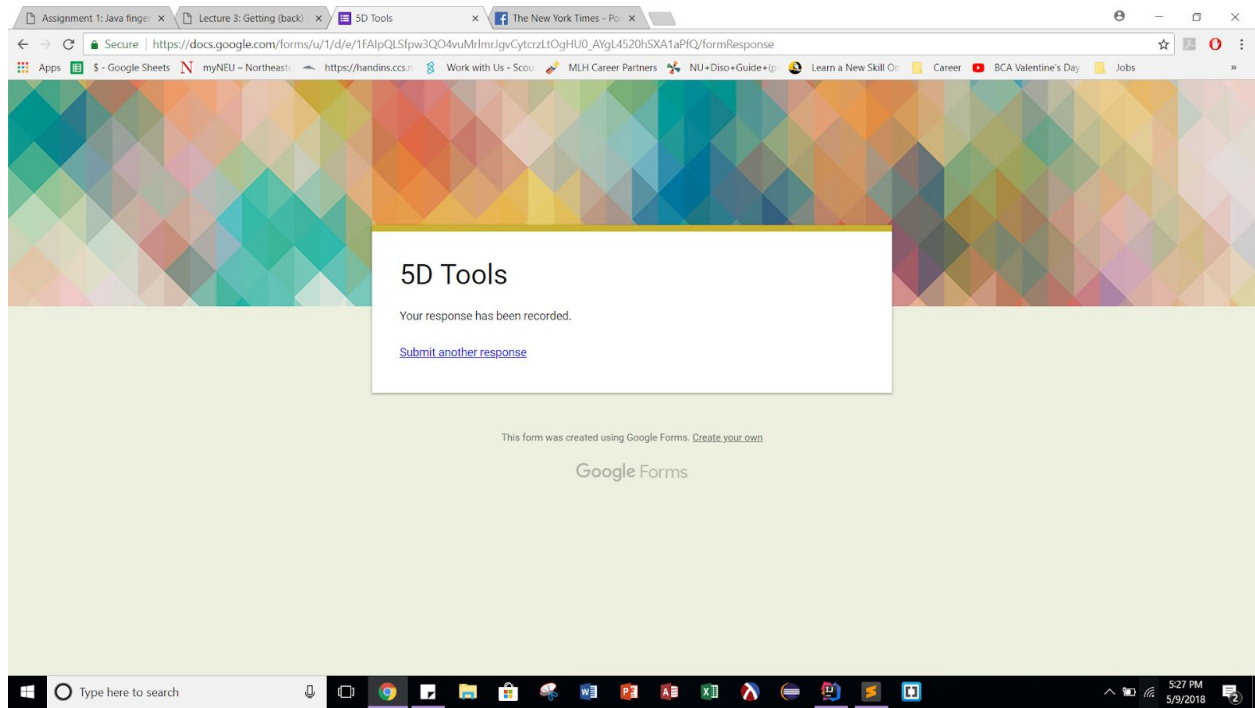 Assignment 1: Java finger
Lecture 3: Getting (back)
5D Tools
The New York Times - Po
Secure | https://docs.google.com/forms/u/1/d/e/1FAIpQLSfpw3QO4vuMrlmrJgvCytcrzLtOgHU0_AYgL4520hSXA1aPfQ/formResponse
Apps $ - Google Sheets myNEU – Northeaste https://handins.ccs.n Work with Us - Scou MLH Career Partners NU+Diso+Guide+(p Learn a New Skill On Career BCA Valentine's Day Jobs »
5D Tools
Your response has been recorded.
Submit another response
This form was created using Google Forms. Create your own
Google Forms
Type here to search
5:27 PM
5/9/2018
2